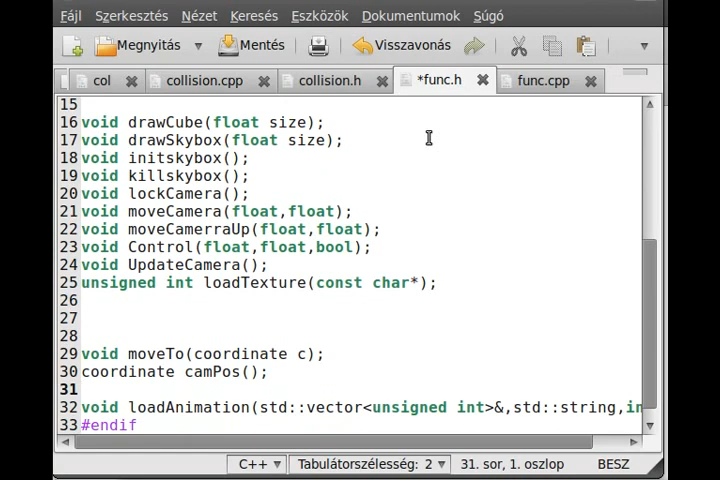 Fájl Szerkesztés Nézet Keresés Eszközök Dokumentumok Súgó
Megnyitás Mentés Visszavonás
col collision.cpp collision.h *func.h func.cpp
15
16 void drawCube(float size);
17 void drawSkybox(float size);
18 void initskybox();
19 void killskybox();
20 void lockCamera();
21 void moveCamera(float,float);
22 void moveCamerraUp(float,float);
23 void Control(float,float,bool);
24 void UpdateCamera();
25 unsigned int loadTexture(const char*);
26
27
28
29 void moveTo(coordinate c);
30 coordinate camPos();
31
32 void loadAnimation(std::vector<unsigned int>&,std::string,in
33 #endif
C++ Tabulátorszélesség: 2 31. sor, 1. oszlop BESZ